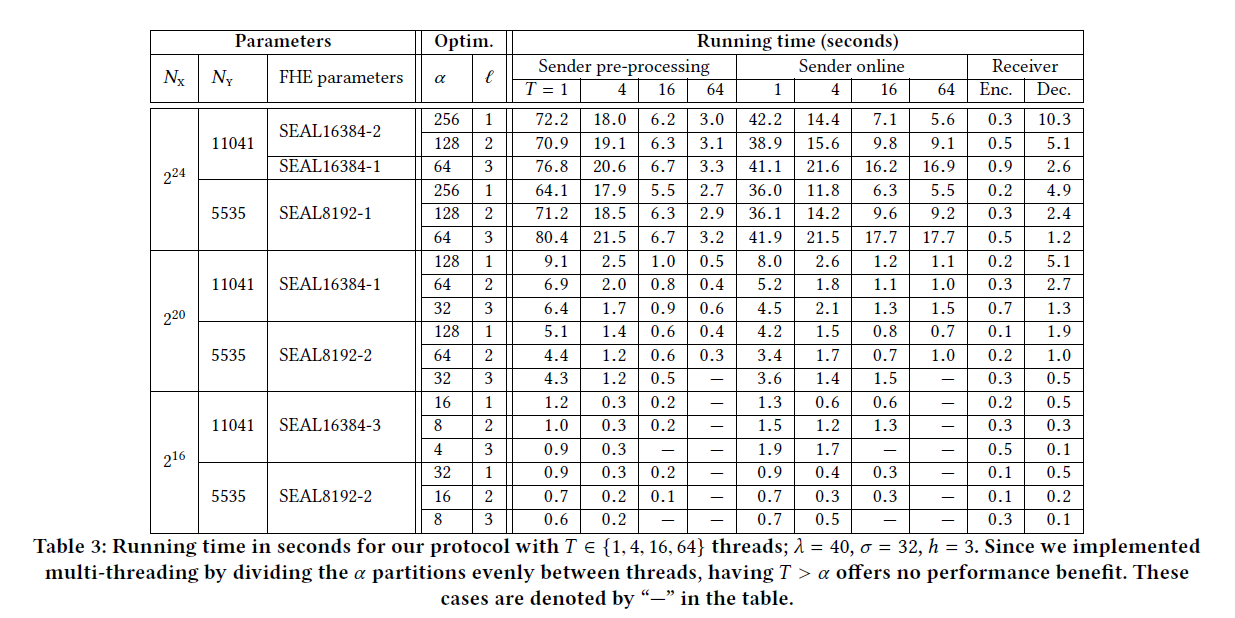 Parameters Optim. Running time (seconds)
N_X N_Y FHE parameters α ℓ Sender pre-processing Sender online Receiver
T = 1 4 16 64 1 4 16 64 Enc. Dec.
2^24 11041 SEAL16384-2 256 1 72.2 18.0 6.2 3.0 42.2 14.4 7.1 5.6 0.3 10.3
128 2 70.9 19.1 6.3 3.1 38.9 15.6 9.8 9.1 0.5 5.1
SEAL16384-1 64 3 76.8 20.6 6.7 3.3 41.1 21.6 16.2 16.9 0.9 2.6
5535 SEAL8192-1 256 1 64.1 17.9 5.5 2.7 36.0 11.8 6.3 5.5 0.2 4.9
128 2 71.2 18.5 6.3 2.9 36.1 14.2 9.6 9.2 0.3 2.4
64 3 80.4 21.5 6.7 3.2 41.9 21.5 17.7 17.7 0.5 1.2
2^20 11041 SEAL16384-1 128 1 9.1 2.5 1.0 0.5 8.0 2.6 1.2 1.1 0.2 5.1
64 2 6.9 2.0 0.8 0.4 5.2 1.8 1.1 1.0 0.3 2.7
32 3 6.4 1.7 0.9 0.6 4.5 2.1 1.3 1.5 0.7 1.3
5535 SEAL8192-2 128 1 5.1 1.4 0.6 0.4 4.2 1.5 0.8 0.7 0.1 1.9
64 2 4.4 1.2 0.6 0.3 3.4 1.7 0.7 1.0 0.2 1.0
32 3 4.3 1.2 0.5 — 3.6 1.4 1.5 — 0.3 0.5
2^16 11041 SEAL16384-3 16 1 1.2 0.3 0.2 — 1.3 0.6 0.6 — 0.2 0.5
8 2 1.0 0.3 0.2 — 1.5 1.2 1.3 — 0.3 0.3
4 3 0.9 0.3 — — 1.9 1.7 — — 0.5 0.1
5535 SEAL8192-2 32 1 0.9 0.3 0.2 — 0.9 0.4 0.3 — 0.1 0.5
16 2 0.7 0.2 0.1 — 0.7 0.3 0.3 — 0.1 0.2
8 3 0.6 0.2 — — 0.7 0.5 — — 0.3 0.1
Table 3: Running time in seconds for our protocol with T ∈ {1, 4, 16, 64} threads; λ = 40, σ = 32, h = 3. Since we implemented
multi-threading by dividing the α partitions evenly between threads, having T > α offers no performance benefit. These
cases are denoted by “—” in the table.